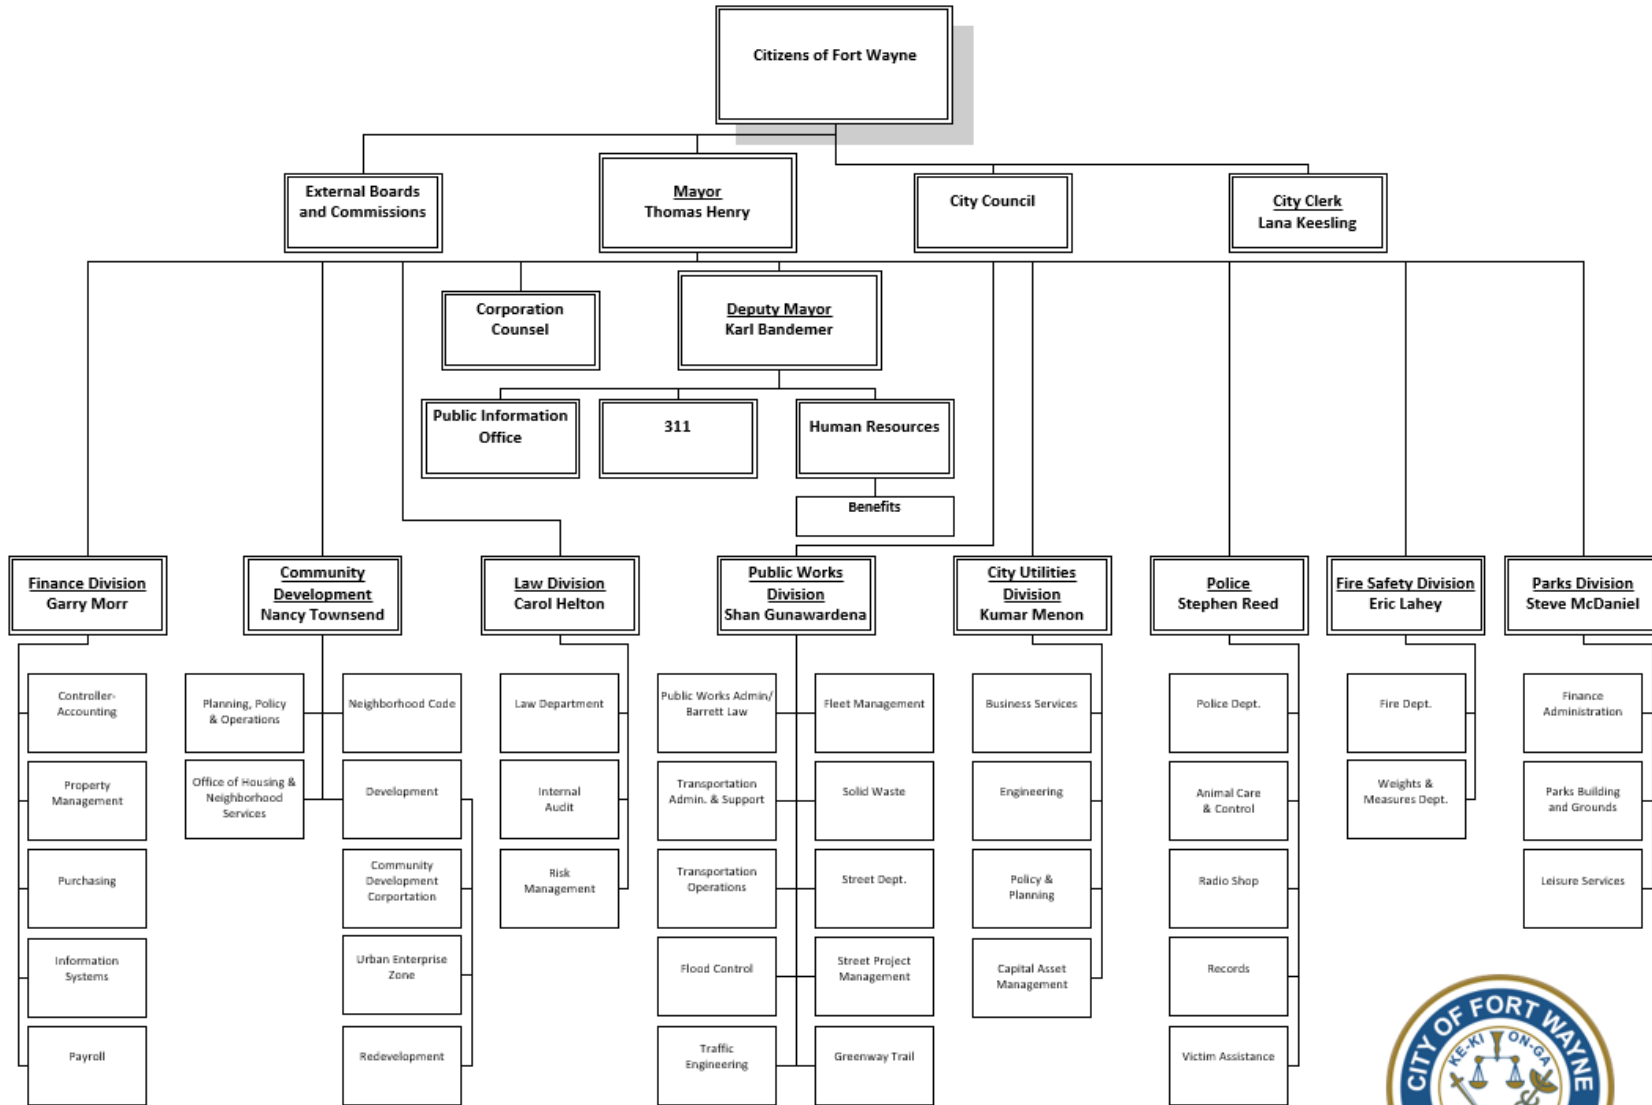 Citizens of Fort Wayne
External Boards
and Commissions
Mayor
Thomas Henry
City Council
City Clerk
Lana Keesling
Corporation
Counsel
Deputy Mayor
Karl Bandemer
Public Information
Office
311
Human Resources
Benefits
Finance Division
Garry Morr
Community
Development
Nancy Townsend
Law Division
Carol Helton
Public Works
Division
Shan Gunawardena
City Utilities
Division
Kumar Menon
Police
Stephen Reed
Fire Safety Division
Eric Lahey
Parks Division
Steve McDaniel
Controller-
Accounting
Property
Management
Purchasing
Information
Systems
Payroll
Planning, Policy
& Operations
Office of Housing &
Neighborhood
Services
Neighborhood Code
Development
Community
Development
Corportation
Urban Enterprise
Zone
Redevelopment
Law Department
Internal
Audit
Risk
Management
Public Works Admin/
Barrett Law
Transportation
Admin. & Support
Transportation
Operations
Flood Control
Traffic
Engineering
Fleet Management
Solid Waste
Street Dept.
Street Project
Management
Greenway Trail
Business Services
Engineering
Policy &
Planning
Capital Asset
Management
Police Dept.
Animal Care
& Control
Radio Shop
Records
Victim Assistance
Fire Dept.
Weights &
Measures Dept.
Finance
Administration
Parks Building
and Grounds
Leisure Services
CITY OF FORT WAYNE
KE-KI ON-GA